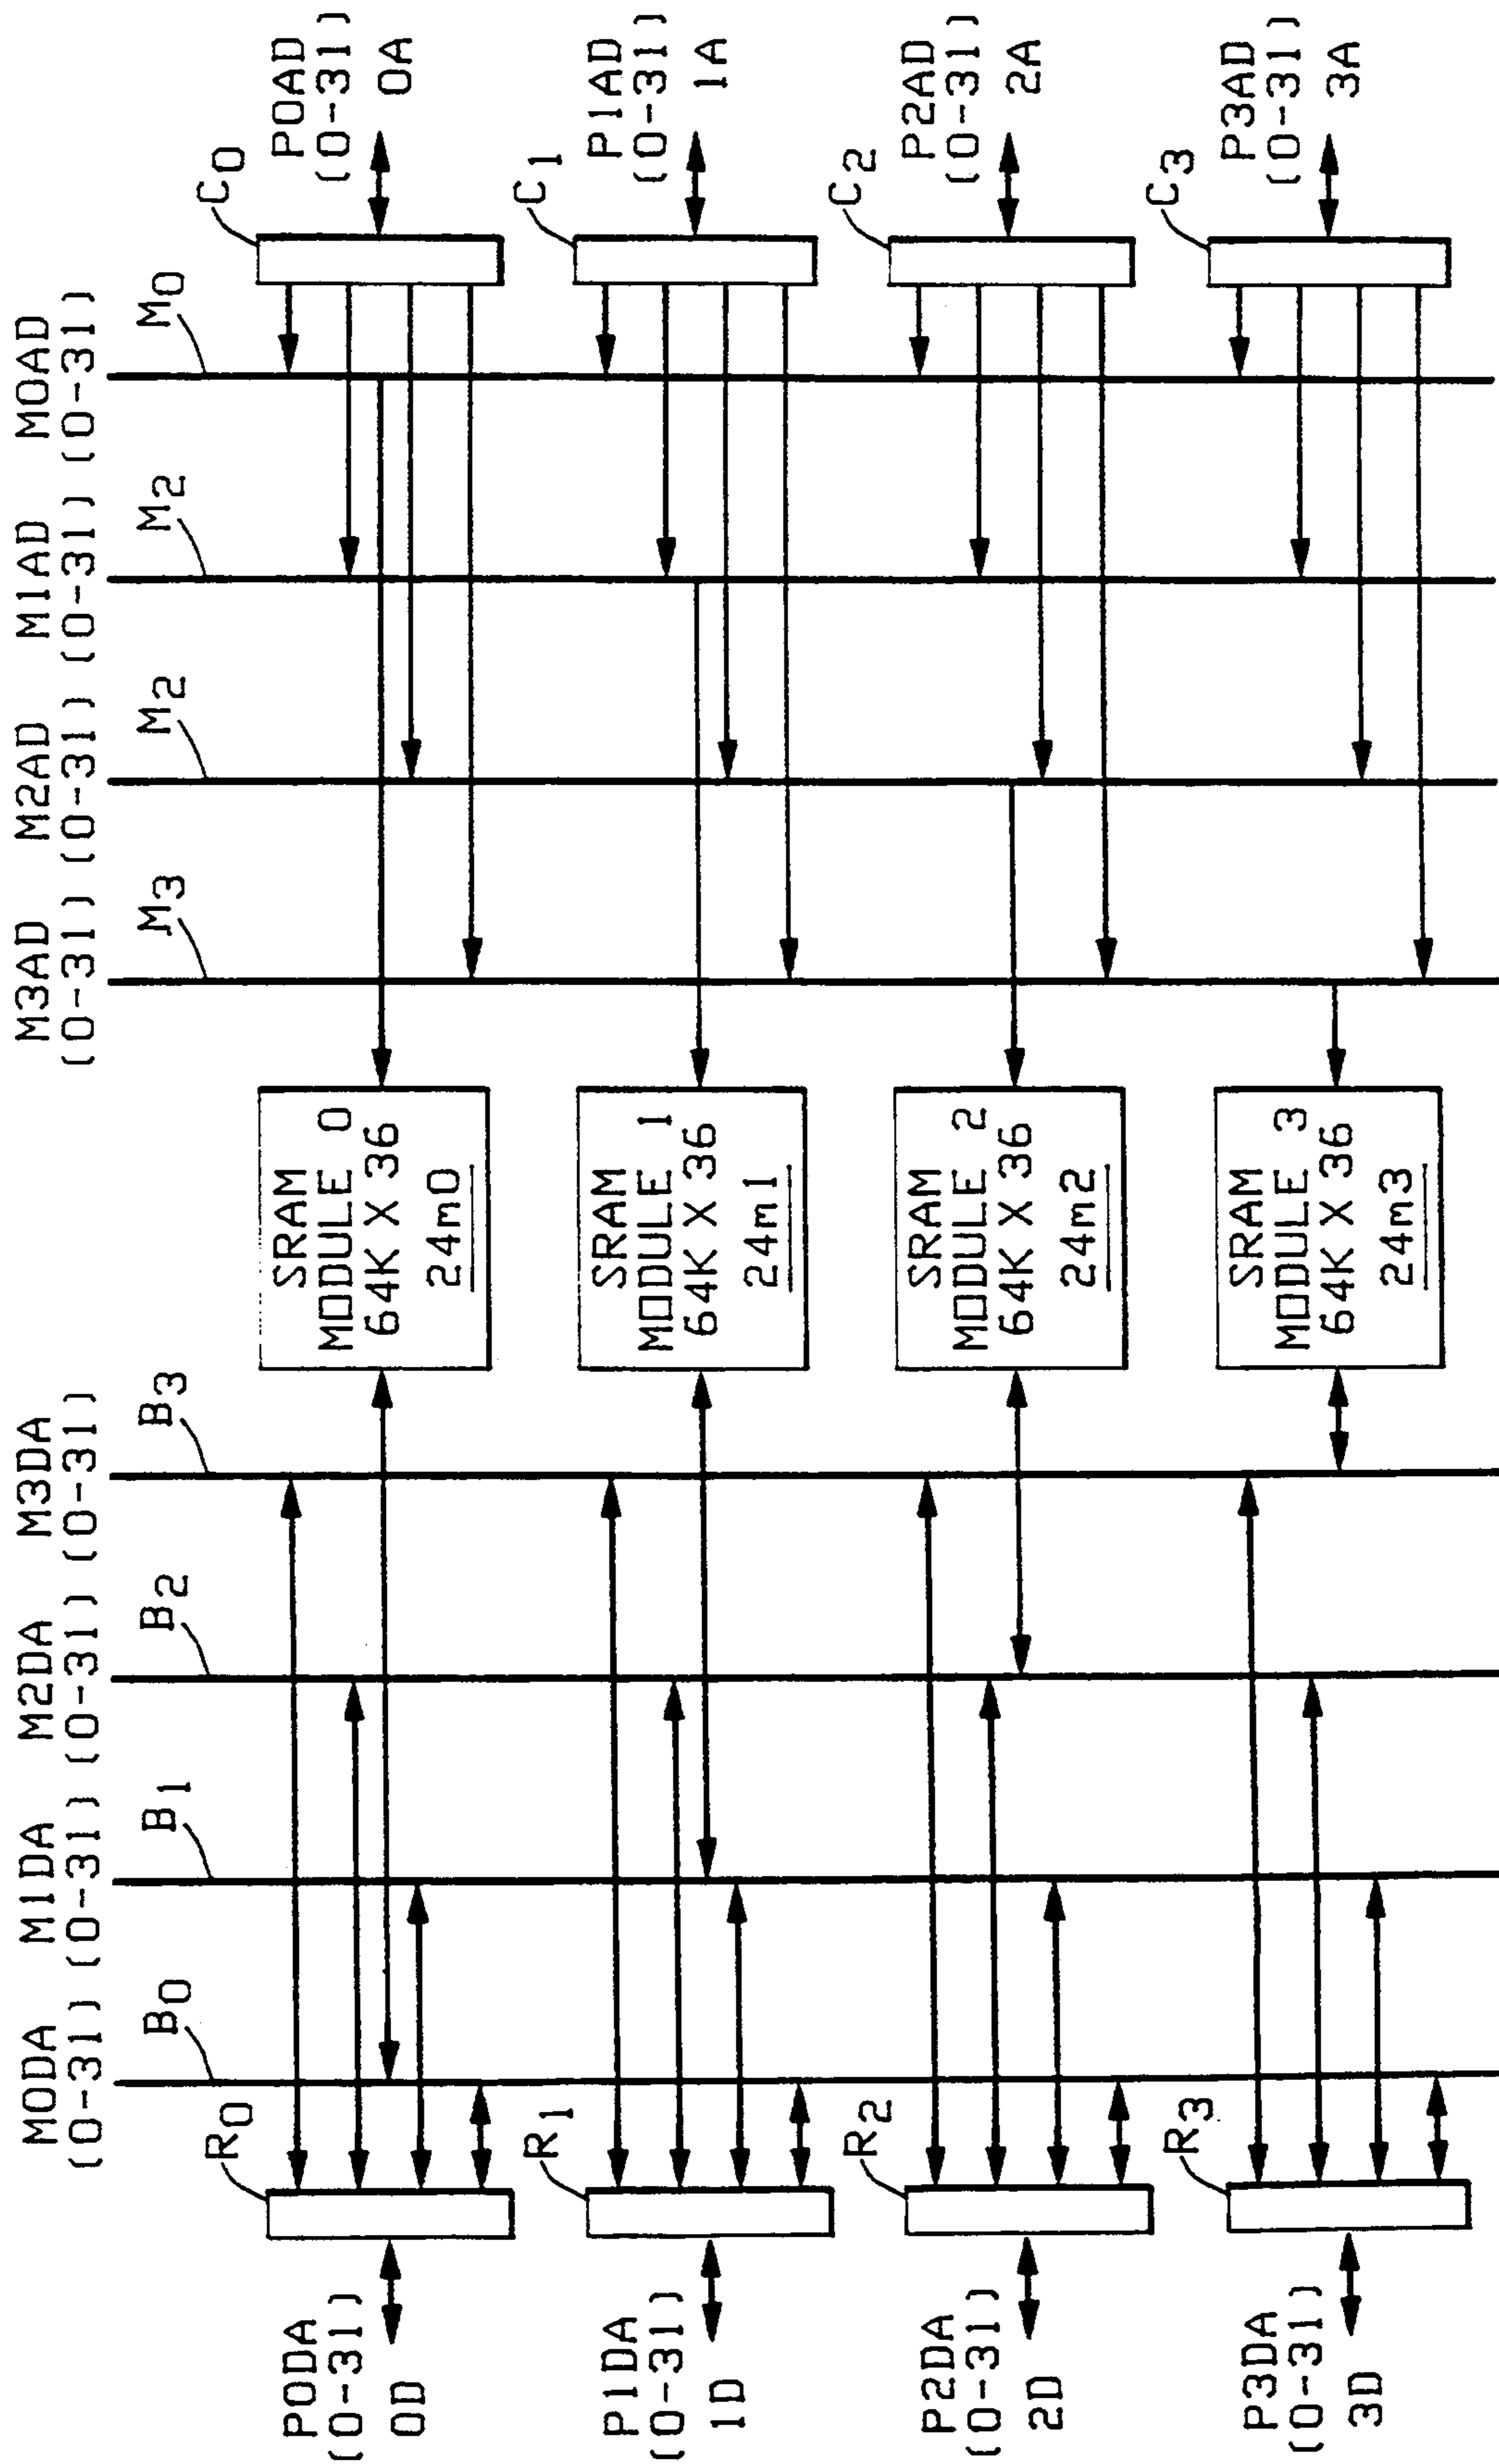 M0DA M1DA M2DA M3DA M3AD M2AD M1AD M0AD
(0-31) (0-31) (0-31) (0-31) (0-31) (0-31) (0-31) (0-31)
B0 B1 B2 B3 M3 M2 M2 M0
R0
C0
P0DA
(0-31)
0D
SRAM
MODULE 0
64K X 36
24m0
P0AD
(0-31)
0A
R1
C1
P1DA
(0-31)
1D
SRAM
MODULE 1
64K X 36
24m1
P1AD
(0-31)
1A
R2
C2
P2DA
(0-31)
2D
SRAM
MODULE 2
64K X 36
24m2
P2AD
(0-31)
2A
R3
C3
P3DA
(0-31)
3D
SRAM
MODULE 3
64K X 36
24m3
P3AD
(0-31)
3A